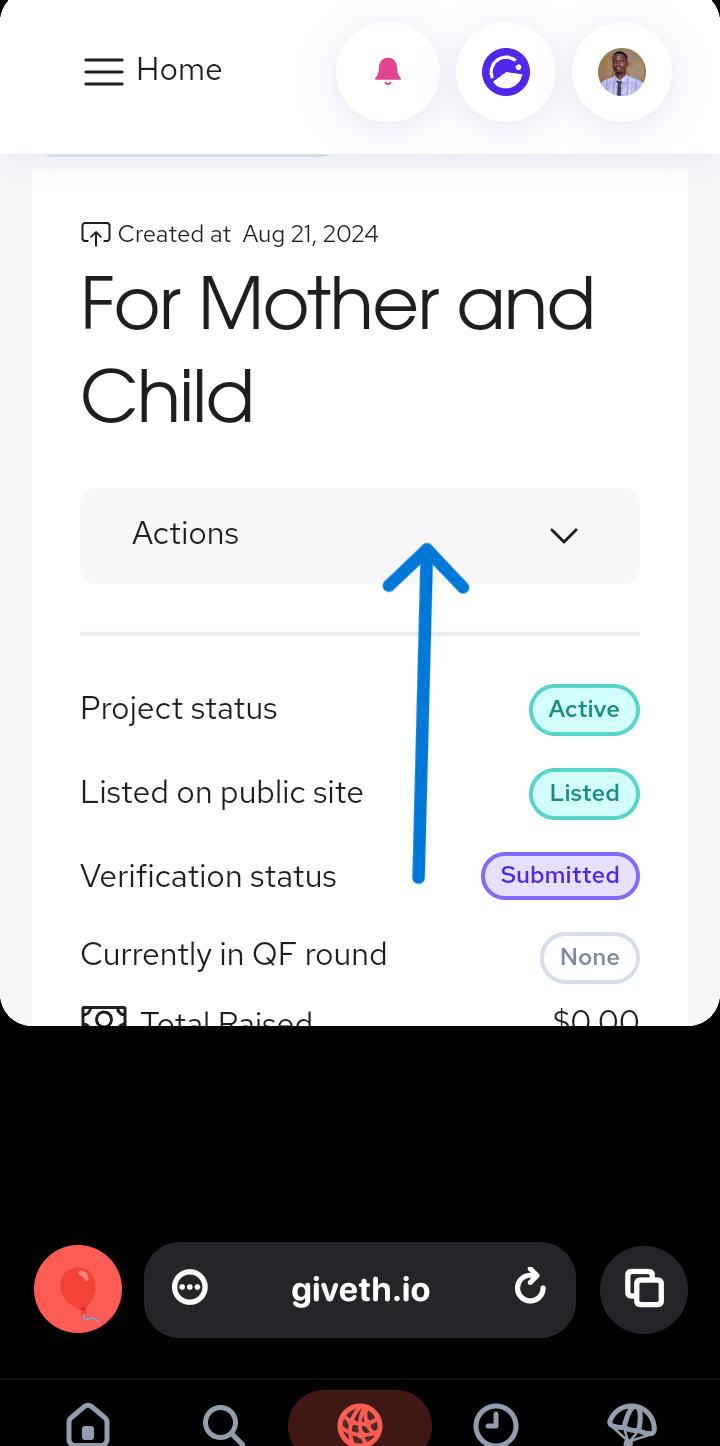 Home
Created at Aug 21, 2024
For Mother and
Child
Actions
Project status Active
Listed on public site Listed
Verification status Submitted
Currently in QF round None
Total Raised $0.00
giveth.io